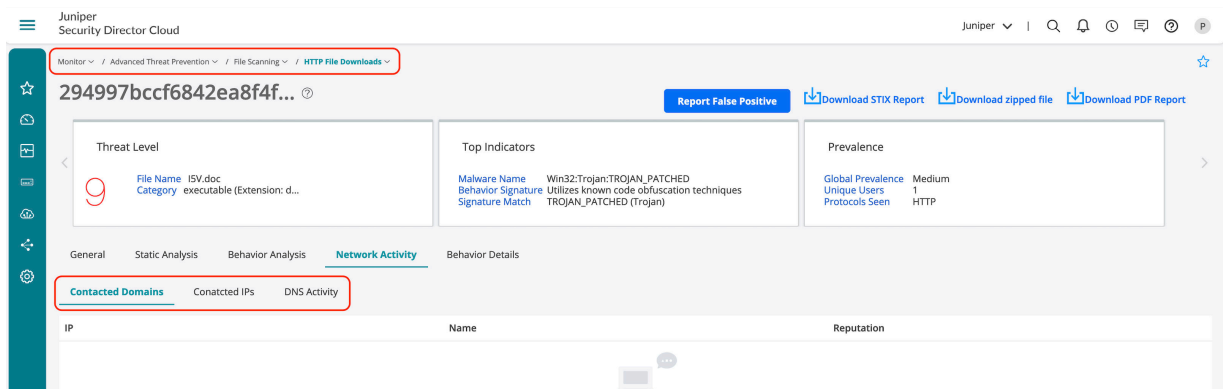 Juniper
Security Director Cloud
Juniper
P
Monitor / Advanced Threat Prevention / File Scanning / HTTP File Downloads
294997bccf6842ea8f4f...
Report False Positive
Download STIX Report
Download zipped file
Download PDF Report
Threat Level
9
File Name I5V.doc
Category executable (Extension: d...
Top Indicators
Malware Name Win32:Trojan:TROJAN_PATCHED
Behavior Signature Utilizes known code obfuscation techniques
Signature Match TROJAN_PATCHED (Trojan)
Prevalence
Global Prevalence Medium
Unique Users 1
Protocols Seen HTTP
General Static Analysis Behavior Analysis Network Activity Behavior Details
Contacted Domains Conatcted IPs DNS Activity
IP Name Reputation